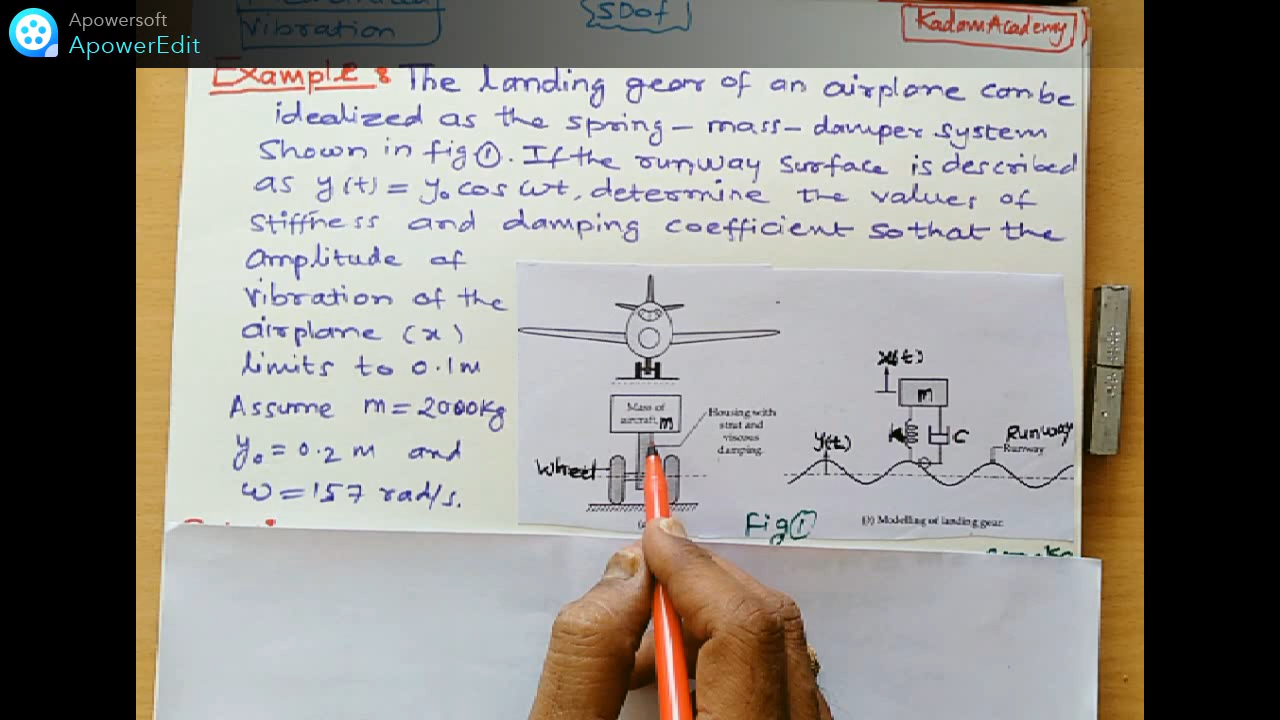 Apowersoft
ApowerEdit
Vibration
SDof
KadamAcademy
Example: The landing gear of an airplane can be
idealized as the spring-mass-damper system
Shown in fig ①. If the runway surface is described
as y(t) = y₀ cos ωt, determine the values of
stiffness and damping coefficient so that the
amplitude of
vibration of the
airplane (x)
limits to 0.1m
Assume m = 2000kg
y₀ = 0.2 m and
ω = 157 rad/s.
Mass of
aircraft, m
Housing with
strut and
viscous
damping
Wheel
x(t)
m
k
C
y(t)
Runway
Runway
Fig ①
(b) Modelling of landing gear